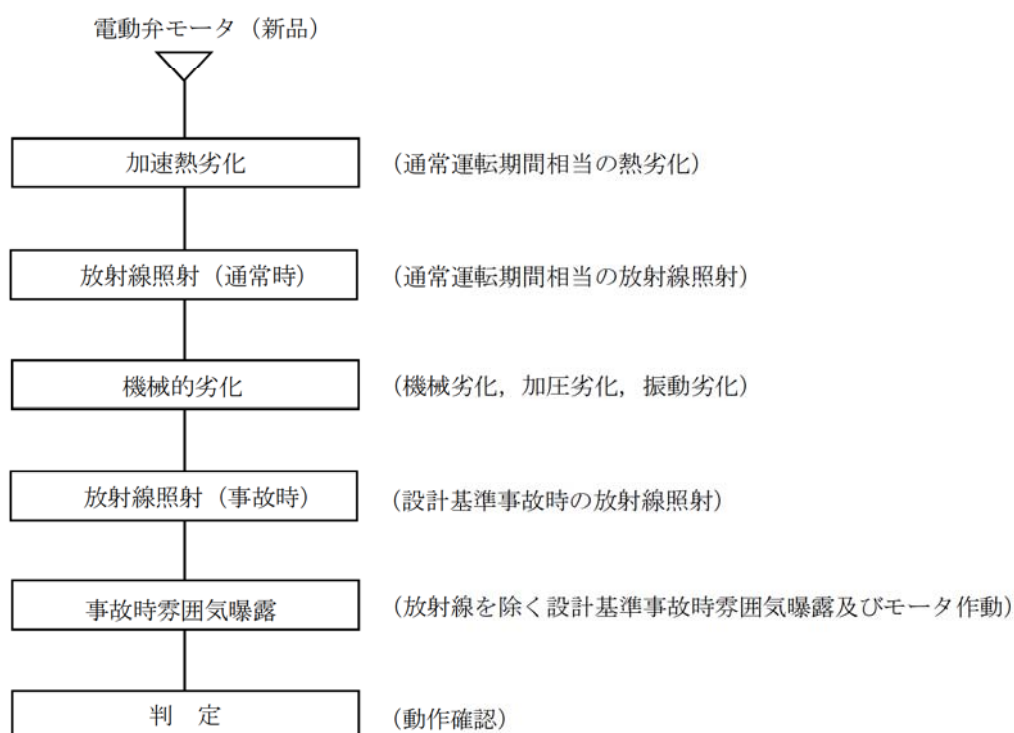 電動弁モータ（新品）
加速熱劣化
（通常運転期間相当の熱劣化）
放射線照射（通常時）
（通常運転期間相当の放射線照射）
機械的劣化
（機械劣化，加圧劣化，振動劣化）
放射線照射（事故時）
（設計基準事故時の放射線照射）
事故時雰囲気曝露
（放射線を除く設計基準事故時雰囲気曝露及びモータ作動）
判　定
（動作確認）